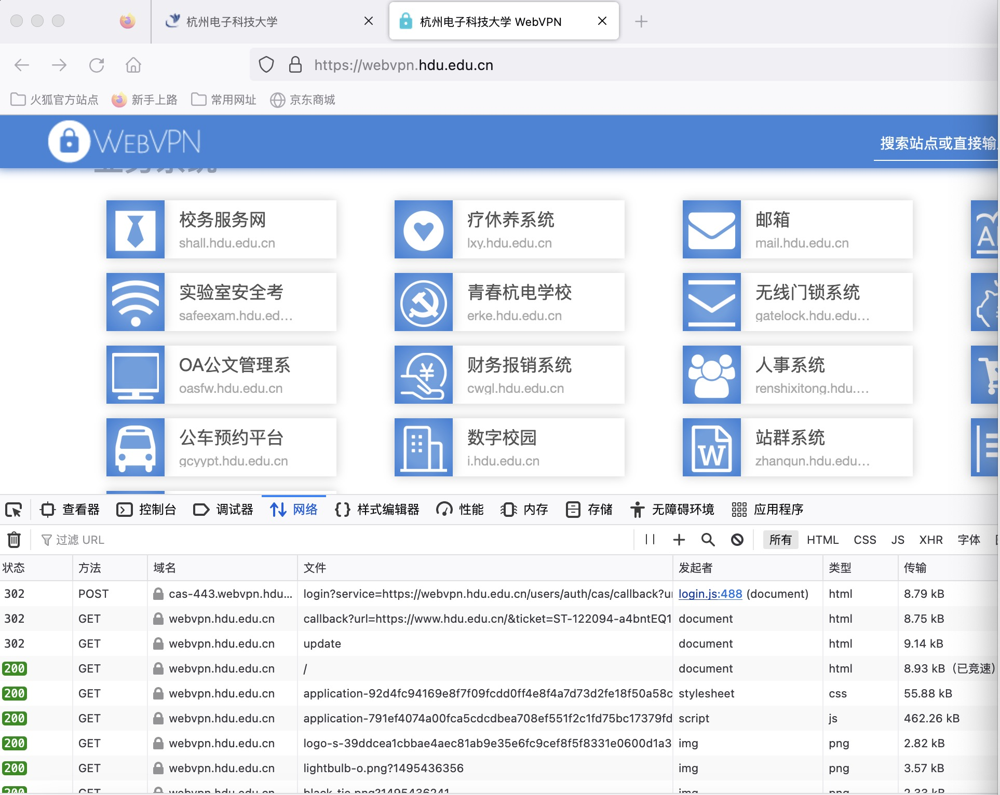 杭州电子科技大学
杭州电子科技大学 WebVPN
https://webvpn.hdu.edu.cn
火狐官方站点 新手上路 常用网址 京东商城
WEBVPN
搜索站点或直接输
校务服务网 疗休养系统 邮箱
shall.hdu.edu.cn lxy.hdu.edu.cn mail.hdu.edu.cn
实验室安全考 青春杭电学校 无线门锁系统
safeexam.hdu.ed... erke.hdu.edu.cn gatelock.hdu.edu...
OA公文管理系 财务报销系统 人事系统
oasfw.hdu.edu.cn cwgl.hdu.edu.cn renshixitong.hdu....
公车预约平台 数字校园 站群系统
gcyypt.hdu.edu.cn i.hdu.edu.cn zhanqun.hdu.edu...
查看器 控制台 调试器 网络 样式编辑器 性能 内存 存储 无障碍环境 应用程序
过滤 URL 所有 HTML CSS JS XHR 字体
状态 方法 域名 文件 发起者 类型 传输
302 POST cas-443.webvpn.hdu... login?service=https://webvpn.hdu.edu.cn/users/auth/cas/callback?u login.js:488 (document) html 8.79 kB
302 GET webvpn.hdu.edu.cn callback?url=https://www.hdu.edu.cn/&ticket=ST-122094-a4bntEQ1 document html 8.75 kB
302 GET webvpn.hdu.edu.cn update document html 9.14 kB
200 GET webvpn.hdu.edu.cn / document html 8.93 kB（已竞速）
200 GET webvpn.hdu.edu.cn application-92d4fc94169e8f7f09fcdd0ff4e8f4a7d73d2fe18f50a58c stylesheet css 55.88 kB
200 GET webvpn.hdu.edu.cn application-791ef4074a00fca5cdcdbea708ef551f2c1fd75bc17379fd script js 462.26 kB
200 GET webvpn.hdu.edu.cn logo-s-39ddcea1cbbae4aec81ab9e35e6fc9cef8f5f8331e0600d1a3 img png 2.82 kB
200 GET webvpn.hdu.edu.cn lightbulb-o.png?1495436356 img png 3.57 kB
200 GET webvpn.hdu.edu.cn black-tie.png?1495436241 img png 2.33 kB